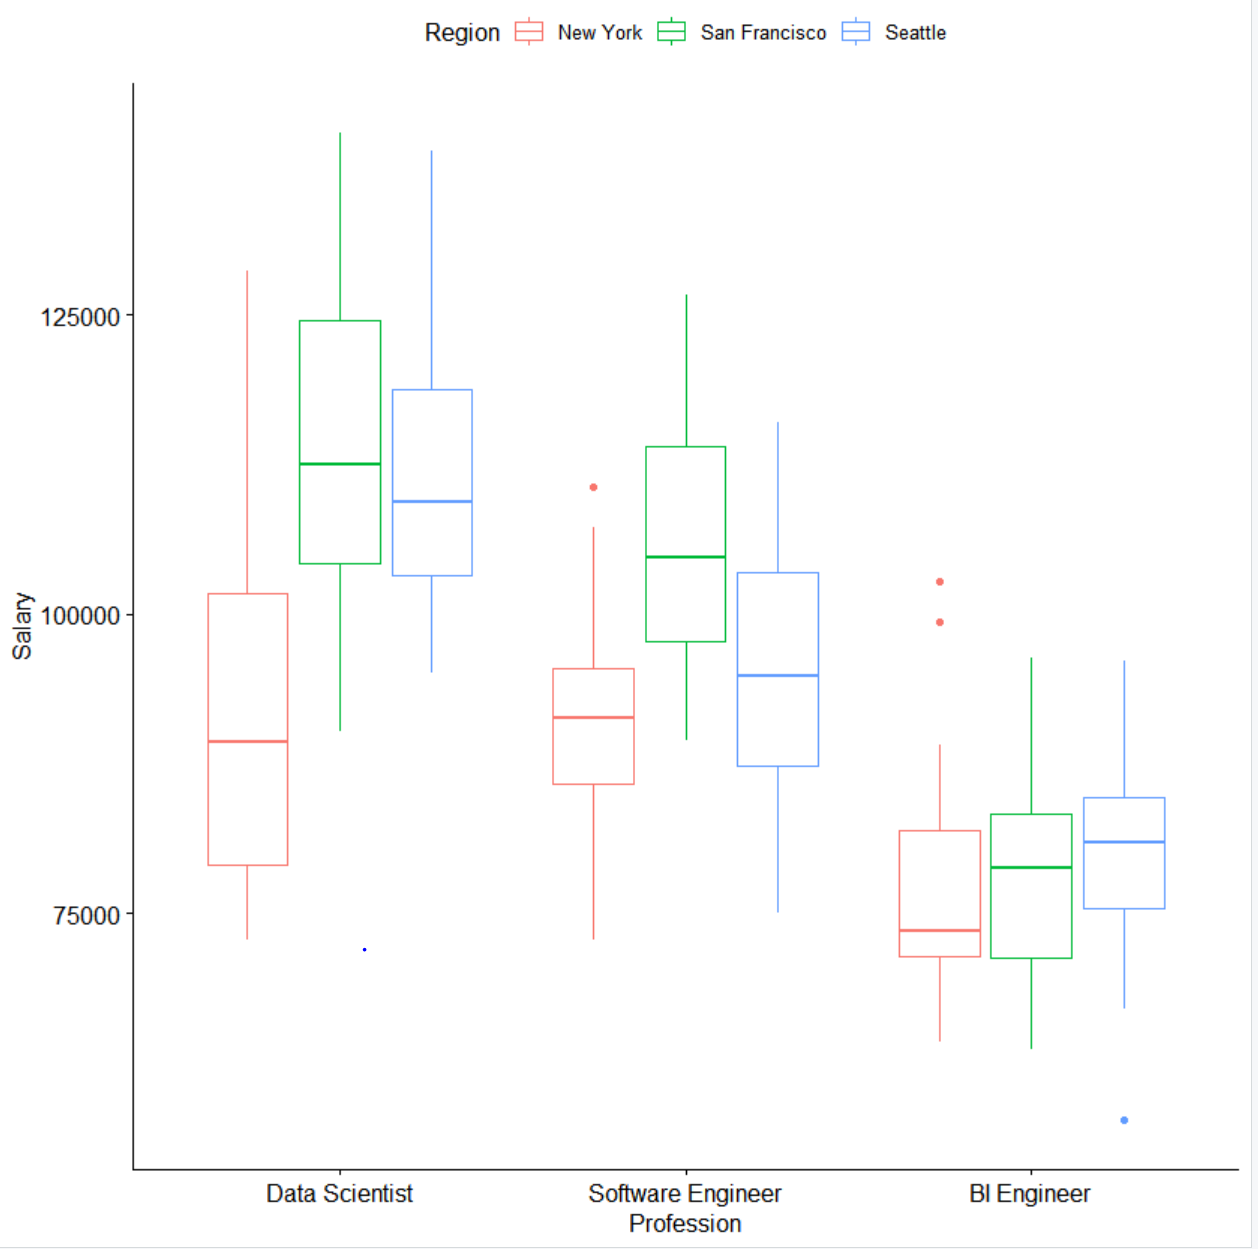 Region New York San Francisco Seattle
125000
100000
75000
Salary
Data Scientist Software Engineer BI Engineer
Profession